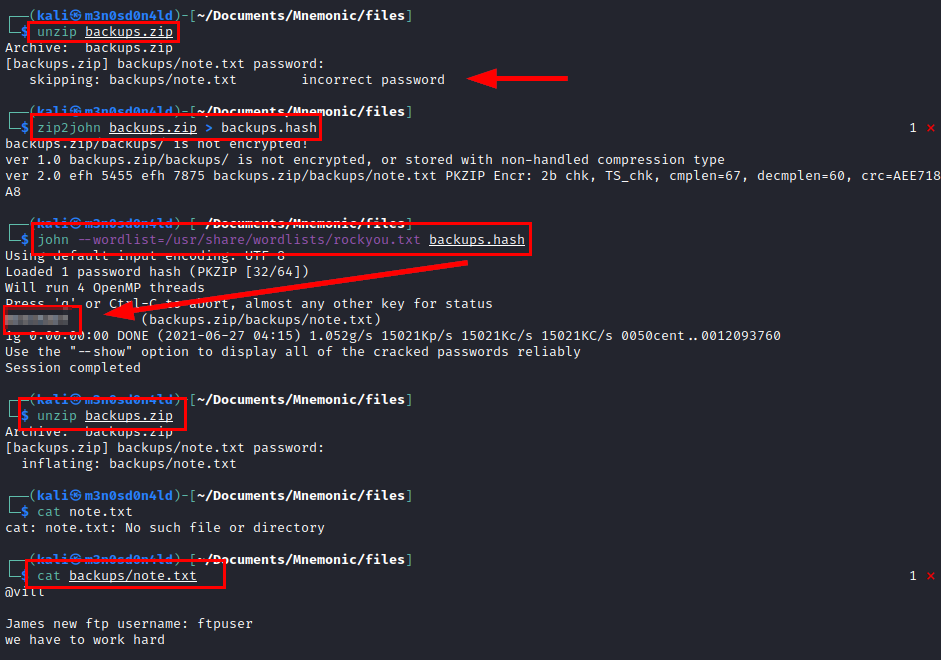 ┌──(kali㉿m3n0sd0n4ld)-[~/Documents/Mnemonic/files]
└─$ unzip backups.zip
Archive:  backups.zip
[backups.zip] backups/note.txt password:
   skipping: backups/note.txt        incorrect password
┌──(kali㉿m3n0sd0n4ld)-[~/Documents/Mnemonic/files]
└─$ zip2john backups.zip > backups.hash 1 ⨯
backups.zip/backups/ is not encrypted!
ver 1.0 backups.zip/backups/ is not encrypted, or stored with non-handled compression type
ver 2.0 efh 5455 efh 7875 backups.zip/backups/note.txt PKZIP Encr: 2b chk, TS_chk, cmplen=67, decmplen=60, crc=AEE718
A8
┌──(kali㉿m3n0sd0n4ld)-[~/Documents/Mnemonic/files]
└─$ john --wordlist=/usr/share/wordlists/rockyou.txt backups.hash
Using default input encoding: UTF-8
Loaded 1 password hash (PKZIP [32/64])
Will run 4 OpenMP threads
Press 'q' or Ctrl-C to abort, almost any other key for status
(backups.zip/backups/note.txt)
1g 0:00:00:00 DONE (2021-06-27 04:15) 1.052g/s 15021Kp/s 15021Kc/s 15021KC/s 0050cent..0012093760
Use the "--show" option to display all of the cracked passwords reliably
Session completed
┌──(kali㉿m3n0sd0n4ld)-[~/Documents/Mnemonic/files]
└─$ unzip backups.zip
Archive:  backups.zip
[backups.zip] backups/note.txt password:
  inflating: backups/note.txt
┌──(kali㉿m3n0sd0n4ld)-[~/Documents/Mnemonic/files]
└─$ cat note.txt
cat: note.txt: No such file or directory
┌──(kali㉿m3n0sd0n4ld)-[~/Documents/Mnemonic/files]
└─$ cat backups/note.txt 1 ⨯
@vill
James new ftp username: ftpuser
we have to work hard